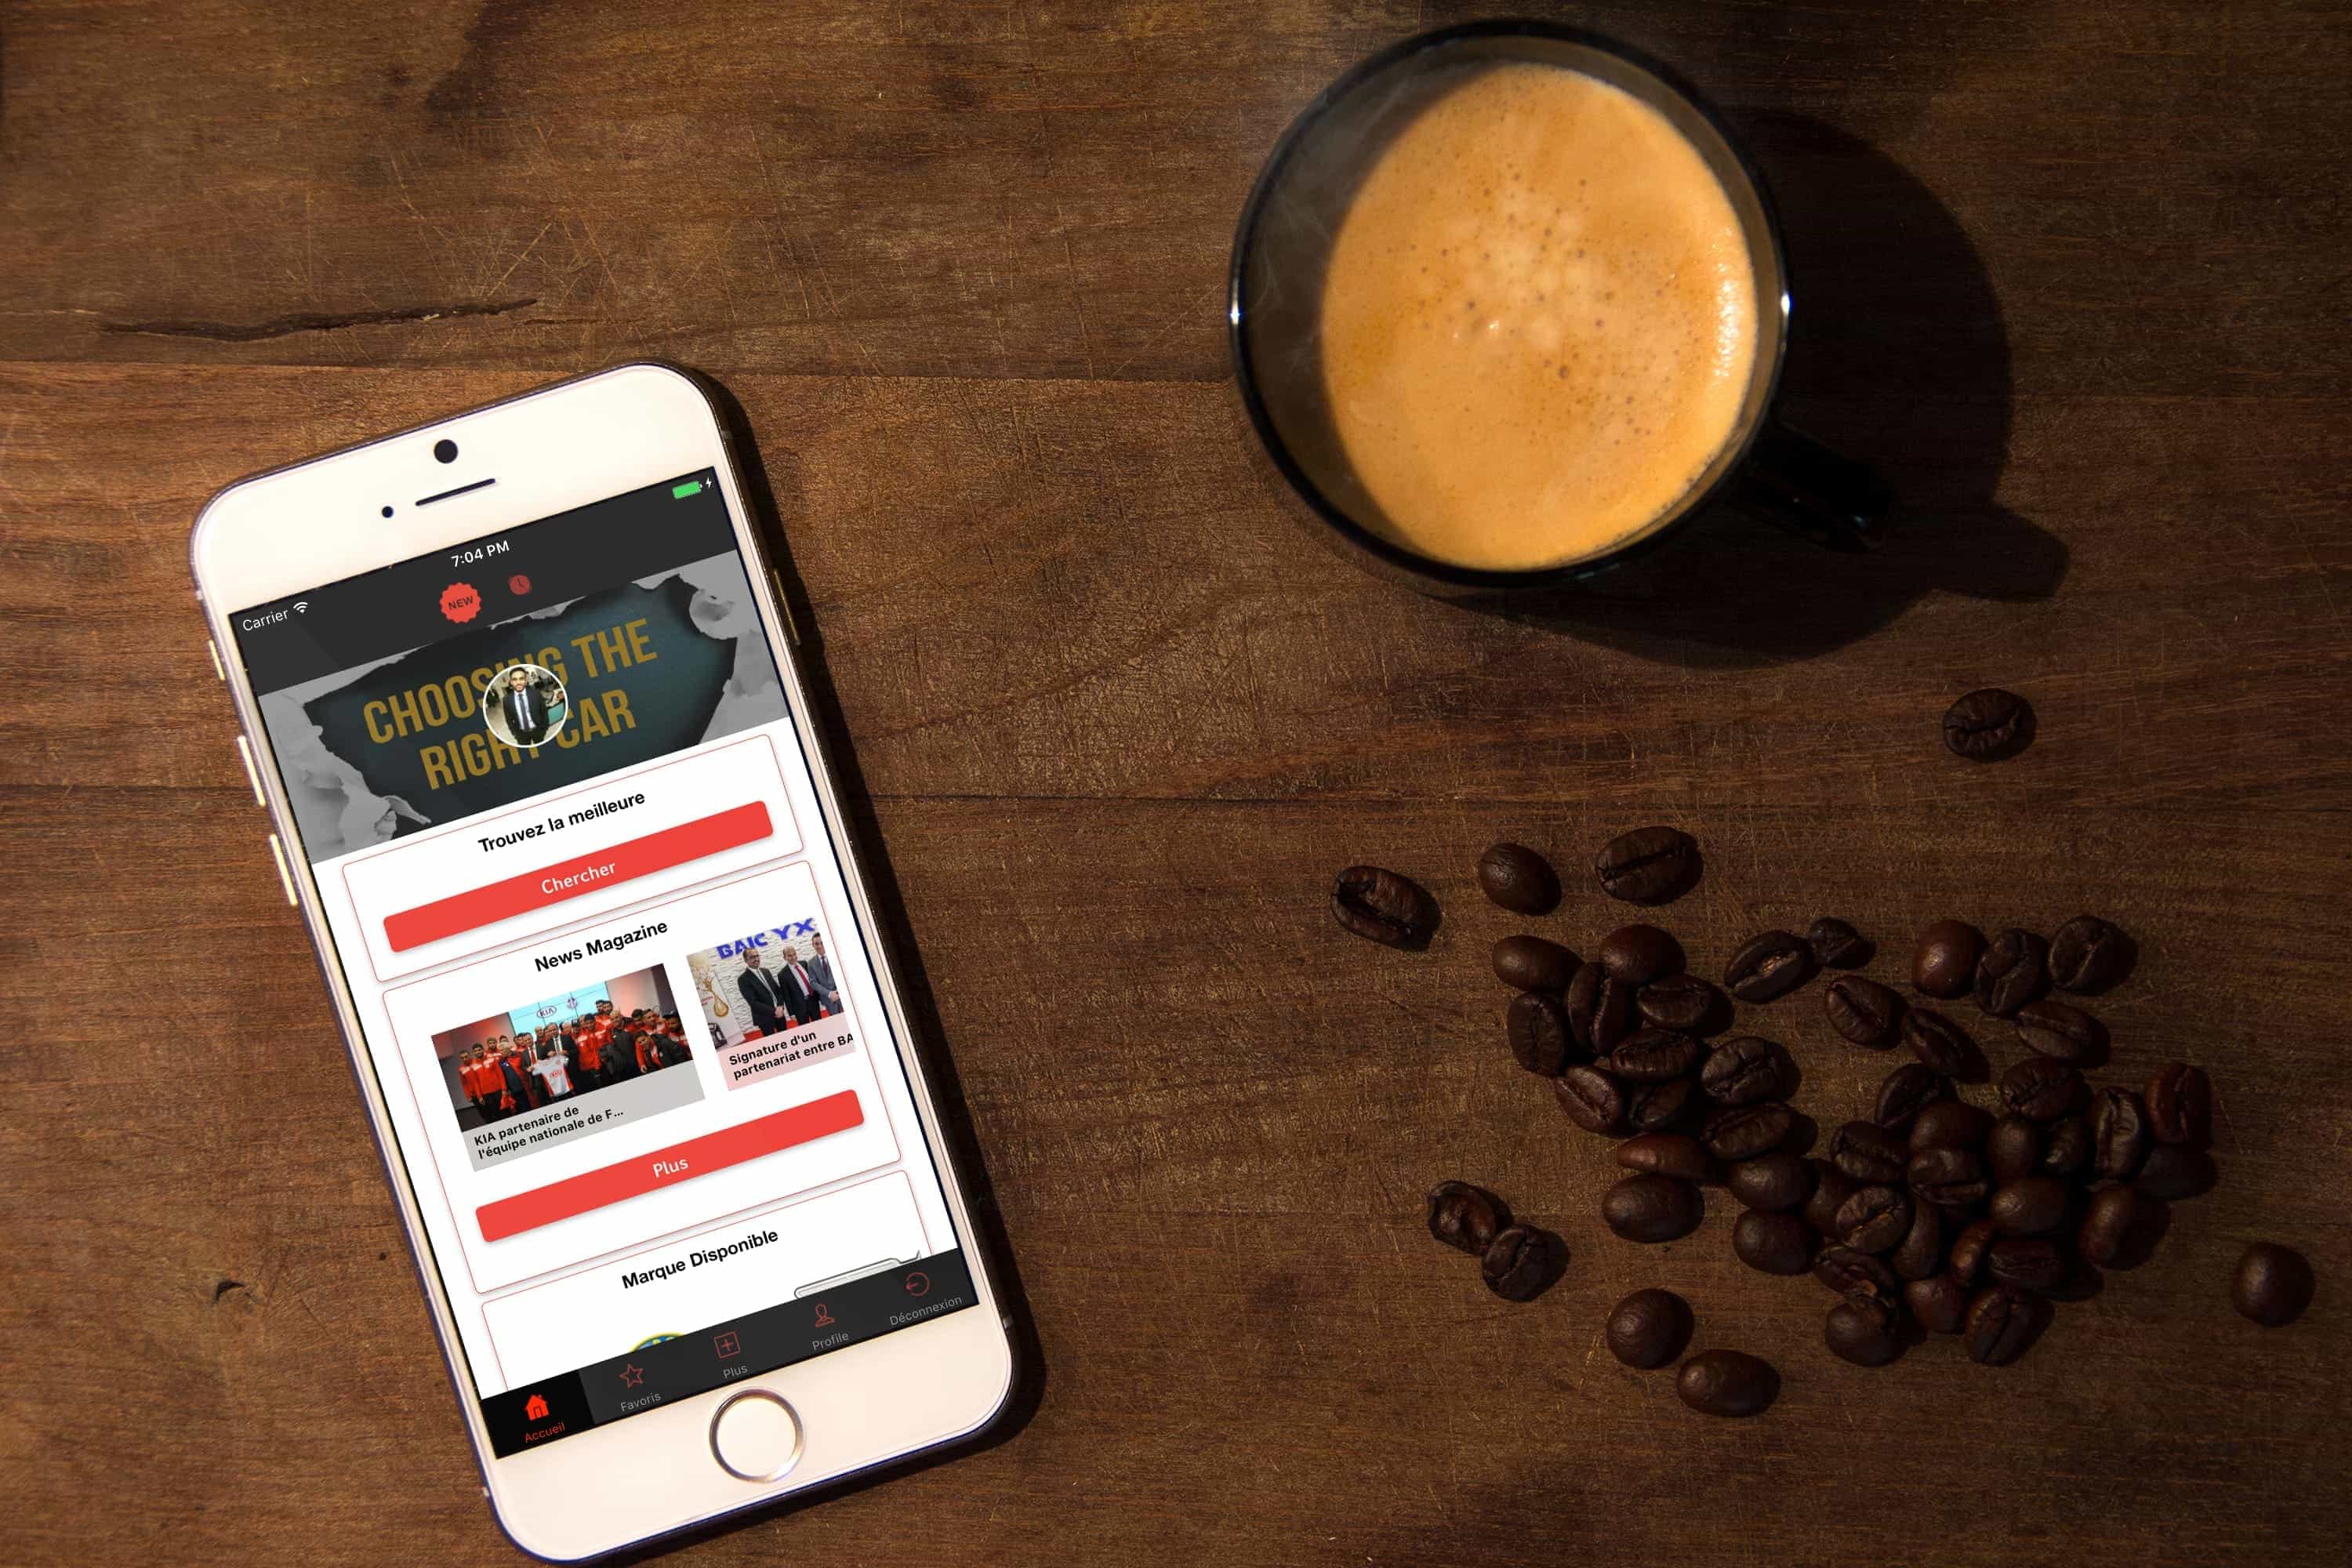 7:04 PM
Carrier
NEW
CHOOSING THE
RIGHT CAR
Trouvez la meilleure
Chercher
News Magazine
KIA
BAIC YX
KIA partenaire de
l'équipe nationale de F...
Signature d'un
partenariat entre BA
Plus
Marque Disponible
Accueil
Favoris
Plus
Profile
Déconnexion